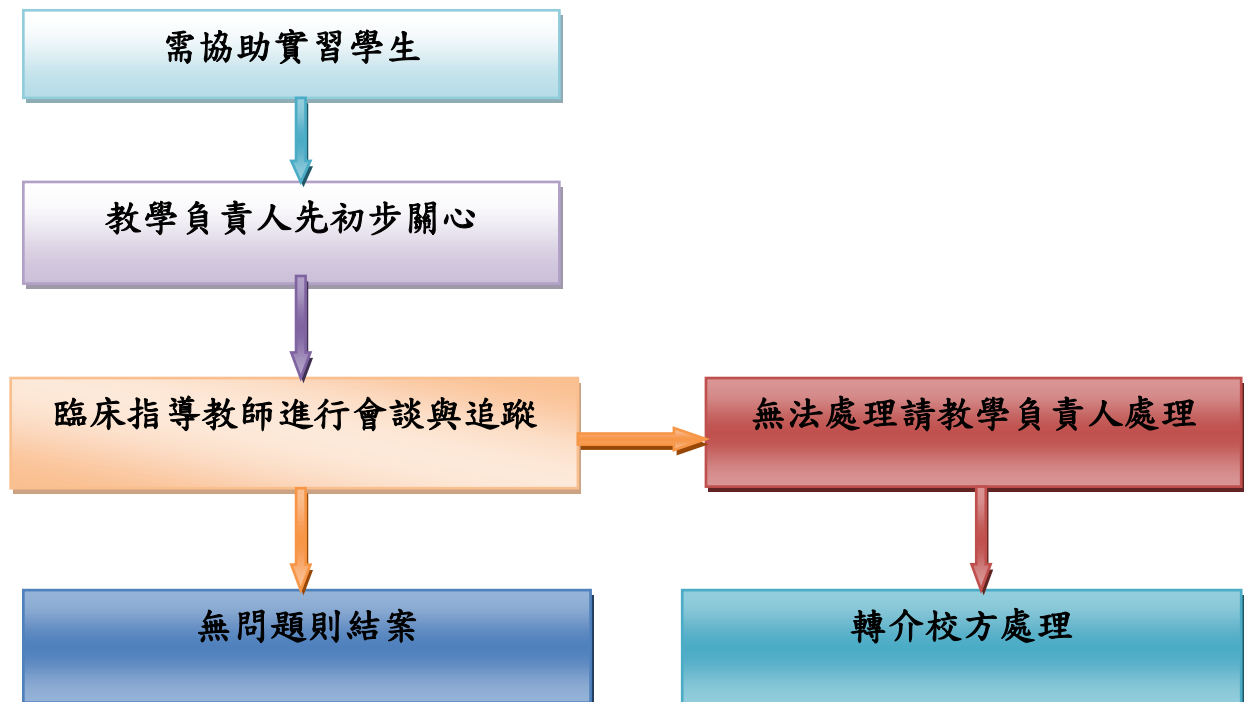 需協助實習學生
教學負責人先初步關心
臨床指導教師進行會談與追蹤
無法處理請教學負責人處理
無問題則結案
轉介校方處理